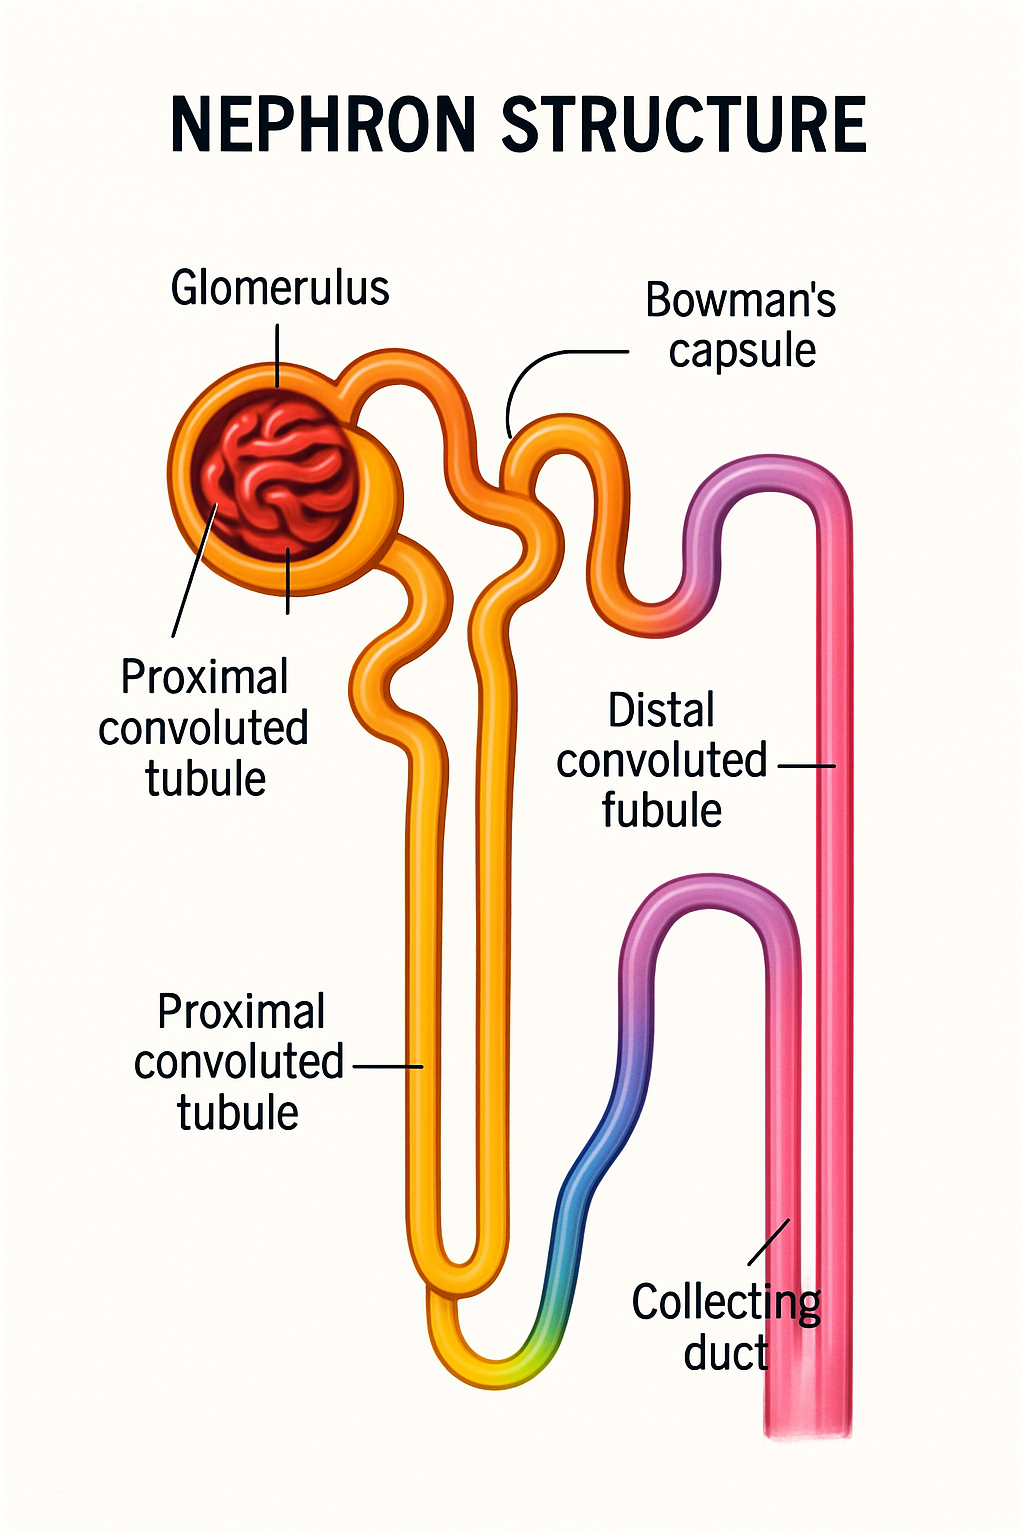 NEPHRON STRUCTURE
Glomerulus
Bowman's
capsule
Proximal
convoluted
tubule
Distal
convoluted
fubule
Proximal
convoluted
tubule
Collecting
duct